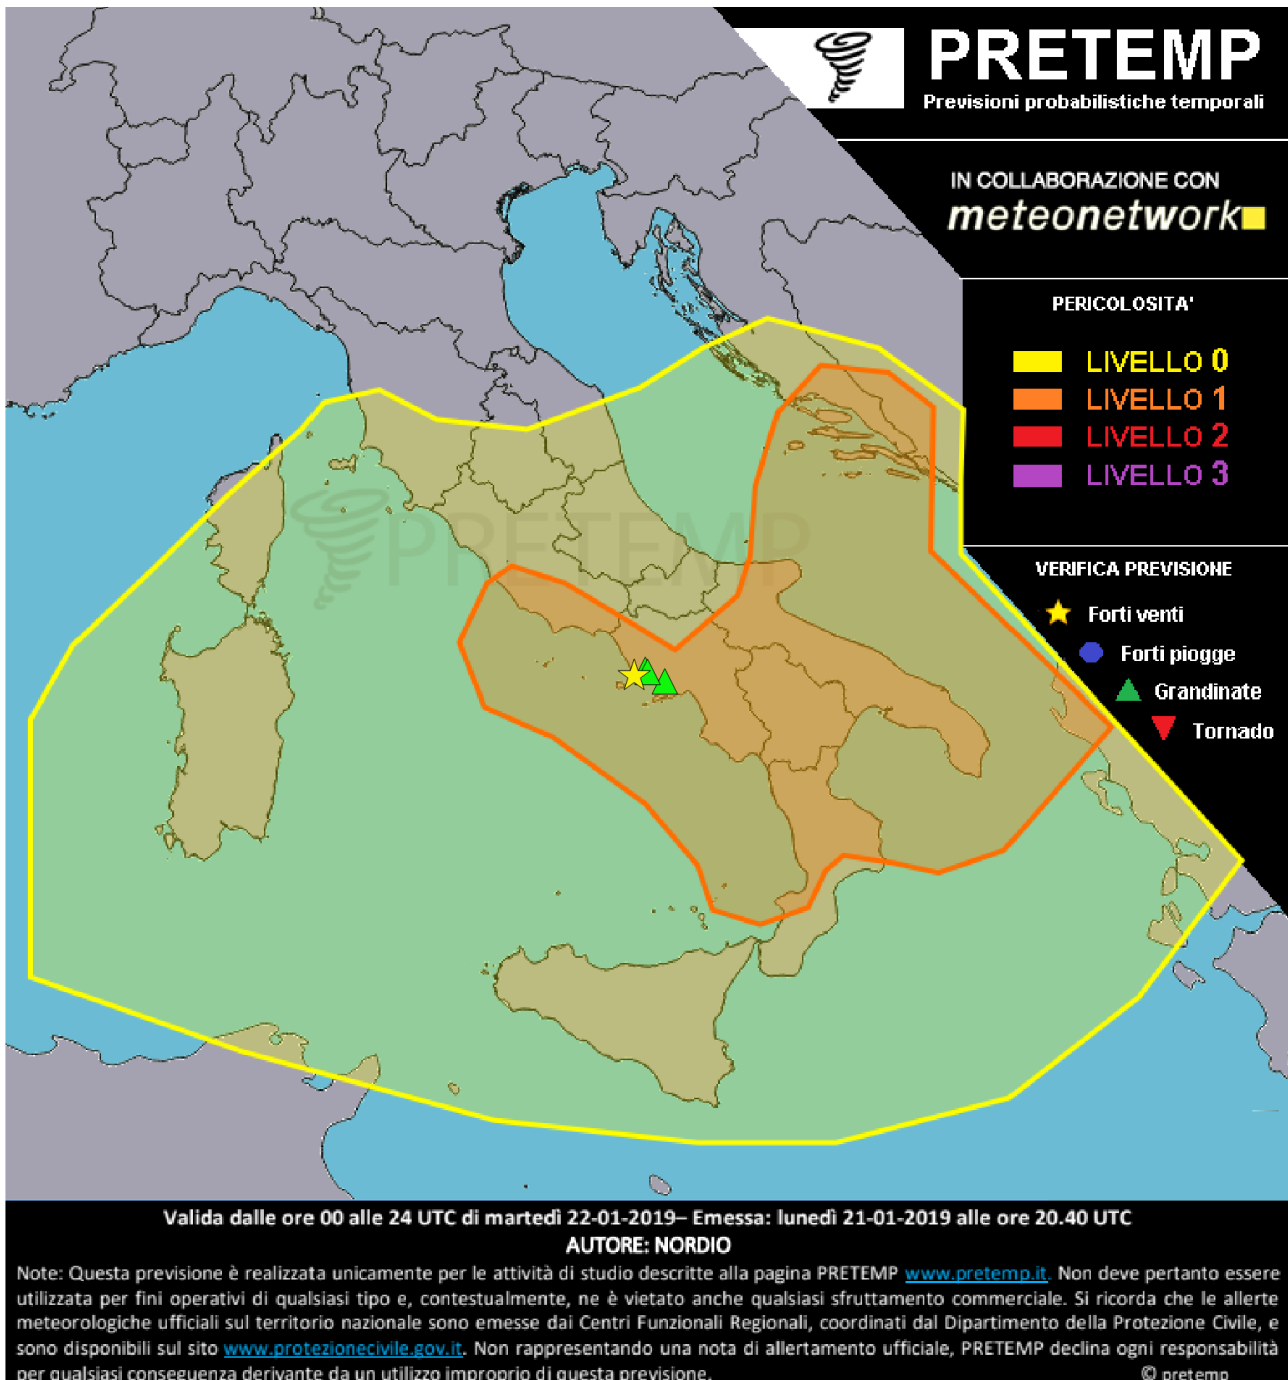 PRETEMP
Previsioni probabilistiche temporali
IN COLLABORAZIONE CON
meteonetwork
PERICOLOSITA'
LIVELLO 0
LIVELLO 1
LIVELLO 2
LIVELLO 3
PRETEMP
VERIFICA PREVISIONE
Forti venti
Forti piogge
Grandinate
Tornado
Valida dalle ore 00 alle 24 UTC di martedì 22-01-2019– Emessa: lunedì 21-01-2019 alle ore 20.40 UTC
AUTORE: NORDIO
Note: Questa previsione è realizzata unicamente per le attività di studio descritte alla pagina PRETEMP www.pretemp.it. Non deve pertanto essere
utilizzata per fini operativi di qualsiasi tipo e, contestualmente, ne è vietato anche qualsiasi sfruttamento commerciale. Si ricorda che le allerte
meteorologiche ufficiali sul territorio nazionale sono emesse dai Centri Funzionali Regionali, coordinati dal Dipartimento della Protezione Civile, e
sono disponibili sul sito www.protezionecivile.gov.it. Non rappresentando una nota di allertamento ufficiale, PRETEMP declina ogni responsabilità
per qualsiasi conseguenza derivante da un utilizzo improprio di questa previsione. © pretemp